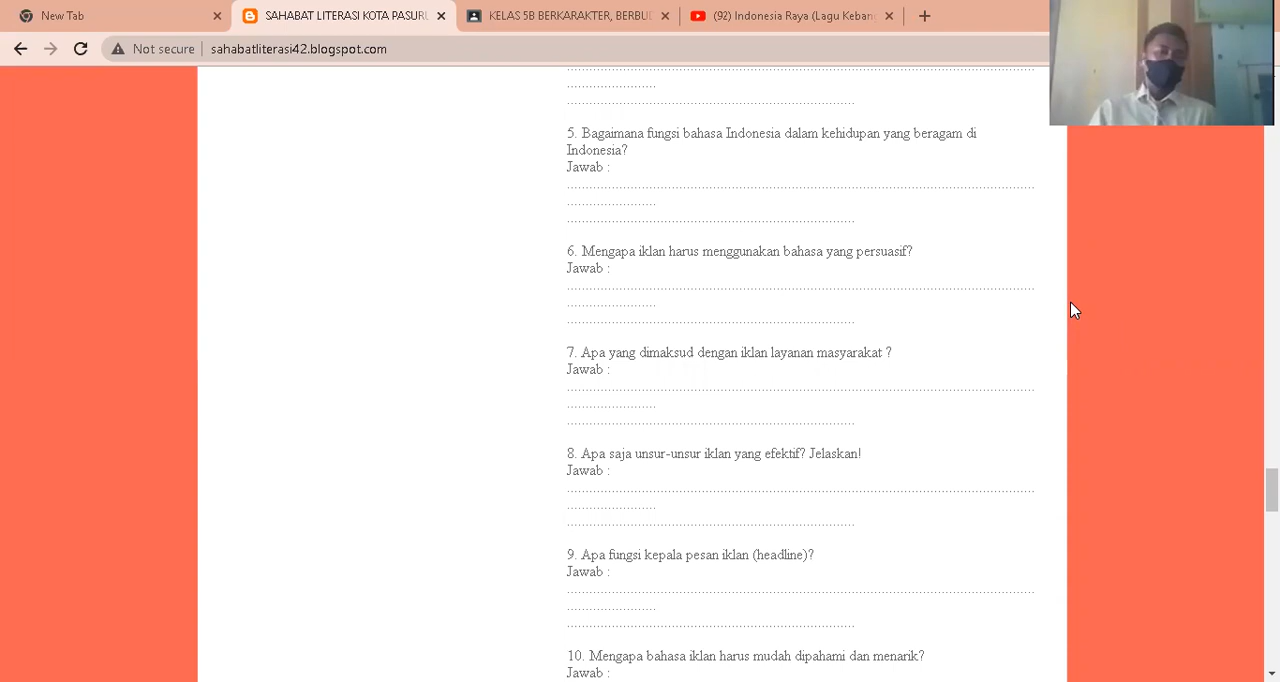 New Tab
SAHABAT LITERASI KOTA PASURU
KELAS 5B BERKARAKTER, BERBUD
(92) Indonesia Raya (Lagu Keban
Not secure
sahabatliterasi42.blogspot.com
5. Bagaimana fungsi bahasa Indonesia dalam kehidupan yang beragam di
Indonesia?
Jawab :
6. Mengapa iklan harus menggunakan bahasa yang persuasif?
Jawab :
7. Apa yang dimaksud dengan iklan layanan masyarakat ?
Jawab :
8. Apa saja unsur-unsur iklan yang efektif? Jelaskan!
Jawab :
9. Apa fungsi kepala pesan iklan (headline)?
Jawab :
10. Mengapa bahasa iklan harus mudah dipahami dan menarik?
Jawab :